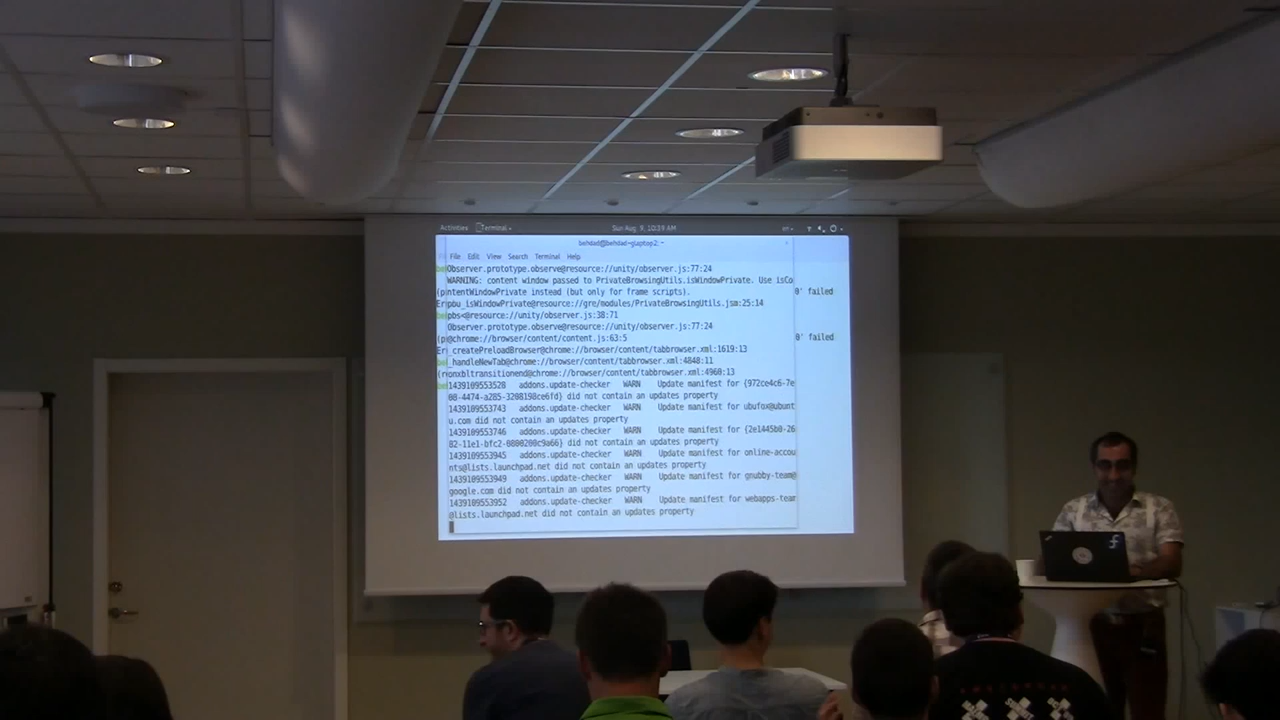 Activities Terminal Sun Aug 9, 10:39 AM en
behdad@behdad-glaptop2: ~
File Edit View Search Terminal Help
Observer.prototype.observe@resource://unity/observer.js:77:24
WARNING: content window passed to PrivateBrowsingUtils.isWindowPrivate. Use isCo
ntentWindowPrivate instead (but only for frame scripts). 0' failed
pbu_isWindowPrivate@resource://gre/modules/PrivateBrowsingUtils.jsm:25:14
pbs<@resource://unity/observer.js:38:71
Observer.prototype.observe@resource://unity/observer.js:77:24
@chrome://browser/content/content.js:63:5 0' failed
_createPreloadBrowser@chrome://browser/content/tabbrowser.xml:1619:13
_handleNewTab@chrome://browser/content/tabbrowser.xml:4848:11
onxbltransitionend@chrome://browser/content/tabbrowser.xml:4960:13
1439109553528 addons.update-checker WARN Update manifest for {972ce4c6-7e
08-4474-a285-3208198ce6fd} did not contain an updates property
1439109553743 addons.update-checker WARN Update manifest for ubufox@ubunt
u.com did not contain an updates property
1439109553746 addons.update-checker WARN Update manifest for {2e1445b0-26
82-11e1-bfc2-0800200c9a66} did not contain an updates property
1439109553945 addons.update-checker WARN Update manifest for online-accou
nts@lists.launchpad.net did not contain an updates property
1439109553949 addons.update-checker WARN Update manifest for gnubby-team@
google.com did not contain an updates property
1439109553952 addons.update-checker WARN Update manifest for webapps-team
@lists.launchpad.net did not contain an updates property